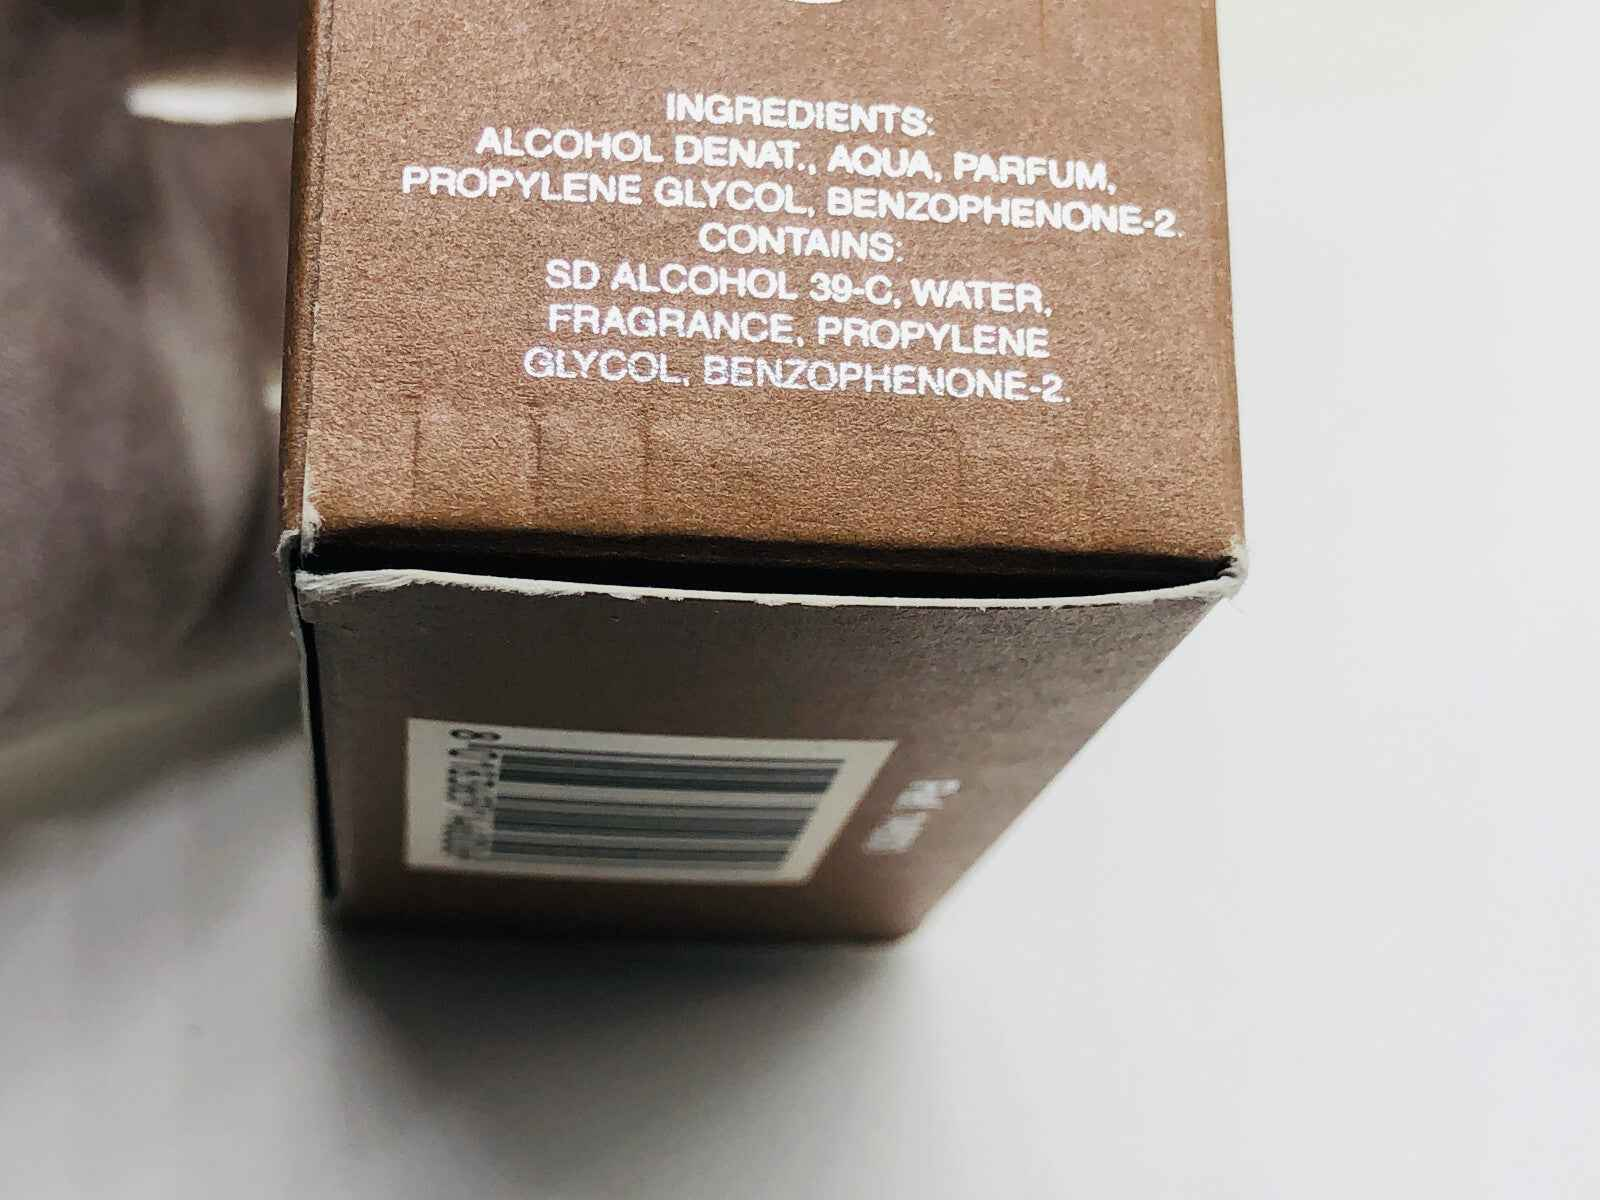 INGREDIENTS:
ALCOHOL DENAT., AQUA, PARFUM,
PROPYLENE GLYCOL, BENZOPHENONE-2.
CONTAINS:
SD ALCOHOL 39-C, WATER,
FRAGRANCE, PROPYLENE
GLYCOL, BENZOPHENONE-2.